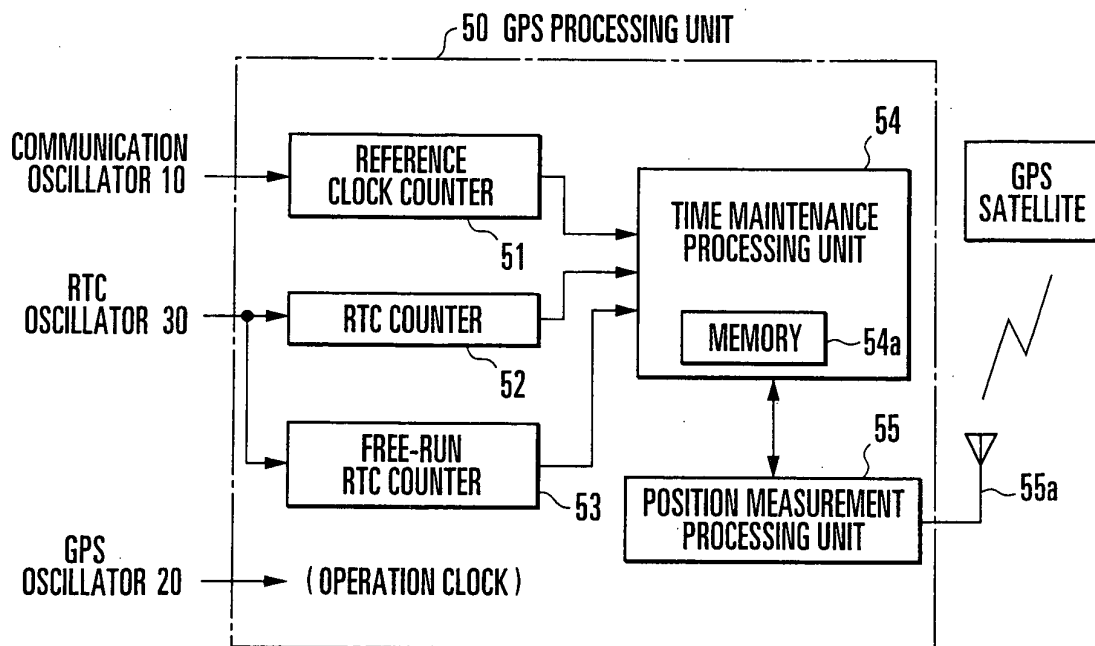 50 GPS PROCESSING UNIT
COMMUNICATION
OSCILLATOR 10
REFERENCE
CLOCK COUNTER
51
54
TIME MAINTENANCE
PROCESSING UNIT
GPS
SATELLITE
RTC
OSCILLATOR 30
RTC COUNTER
52
MEMORY
54a
FREE-RUN
RTC COUNTER
53
55
POSITION MEASUREMENT
PROCESSING UNIT
55a
GPS
OSCILLATOR 20
( OPERATION CLOCK )